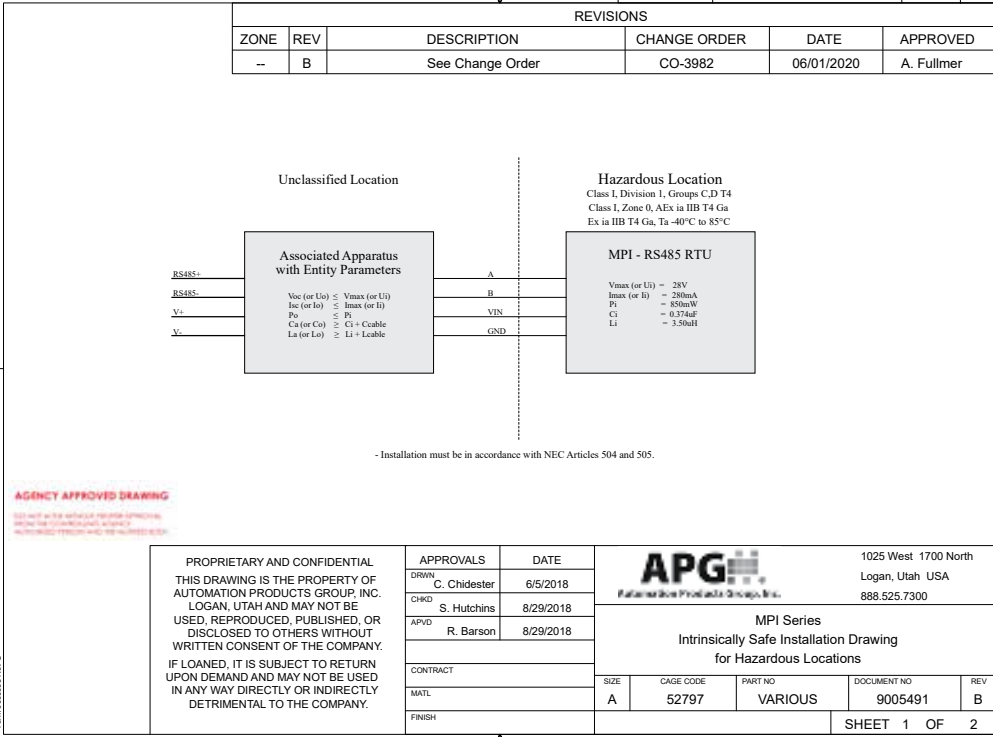 REVISIONS
ZONE REV DESCRIPTION CHANGE ORDER DATE APPROVED
-- B See Change Order CO-3982 06/01/2020 A. Fullmer
Unclassified Location
Hazardous Location
Class I, Division 1, Groups C,D T4
Class I, Zone 0, AEx ia IIB T4 Ga
Ex ia IIB T4 Ga, Ta -40°C to 85°C
Associated Apparatus
with Entity Parameters
Voc (or Uo) ≤ Vmax (or Ui)
Isc (or Io) ≤ Imax (or Ii)
Po ≤ Pi
Ca (or Co) ≥ Ci + Ccable
La (or Lo) ≥ Li + Lcable
RS485+
RS485-
V+
V-
A
B
VIN
GND
MPI - RS485 RTU
Vmax (or Ui) = 28V
Imax (or Ii) = 280mA
Pi = 850mW
Ci = 0.374uF
Li = 3.50uH
- Installation must be in accordance with NEC Articles 504 and 505.
AGENCY APPROVED DRAWING
PROPRIETARY AND CONFIDENTIAL
THIS DRAWING IS THE PROPERTY OF
AUTOMATION PRODUCTS GROUP, INC.
LOGAN, UTAH AND MAY NOT BE
USED, REPRODUCED, PUBLISHED, OR
DISCLOSED TO OTHERS WITHOUT
WRITTEN CONSENT OF THE COMPANY.
IF LOANED, IT IS SUBJECT TO RETURN
UPON DEMAND AND MAY NOT BE USED
IN ANY WAY DIRECTLY OR INDIRECTLY
DETRIMENTAL TO THE COMPANY.
APPROVALS DATE
DRWN C. Chidester 6/5/2018
CHKD S. Hutchins 8/29/2018
APVD R. Barson 8/29/2018
CONTRACT
MATL
FINISH
APG
Automation Products Group, Inc.
1025 West 1700 North
Logan, Utah USA
888.525.7300
MPI Series
Intrinsically Safe Installation Drawing
for Hazardous Locations
SIZE CAGE CODE PART NO DOCUMENT NO REV
A 52797 VARIOUS 9005491 B
SHEET 1 OF 2